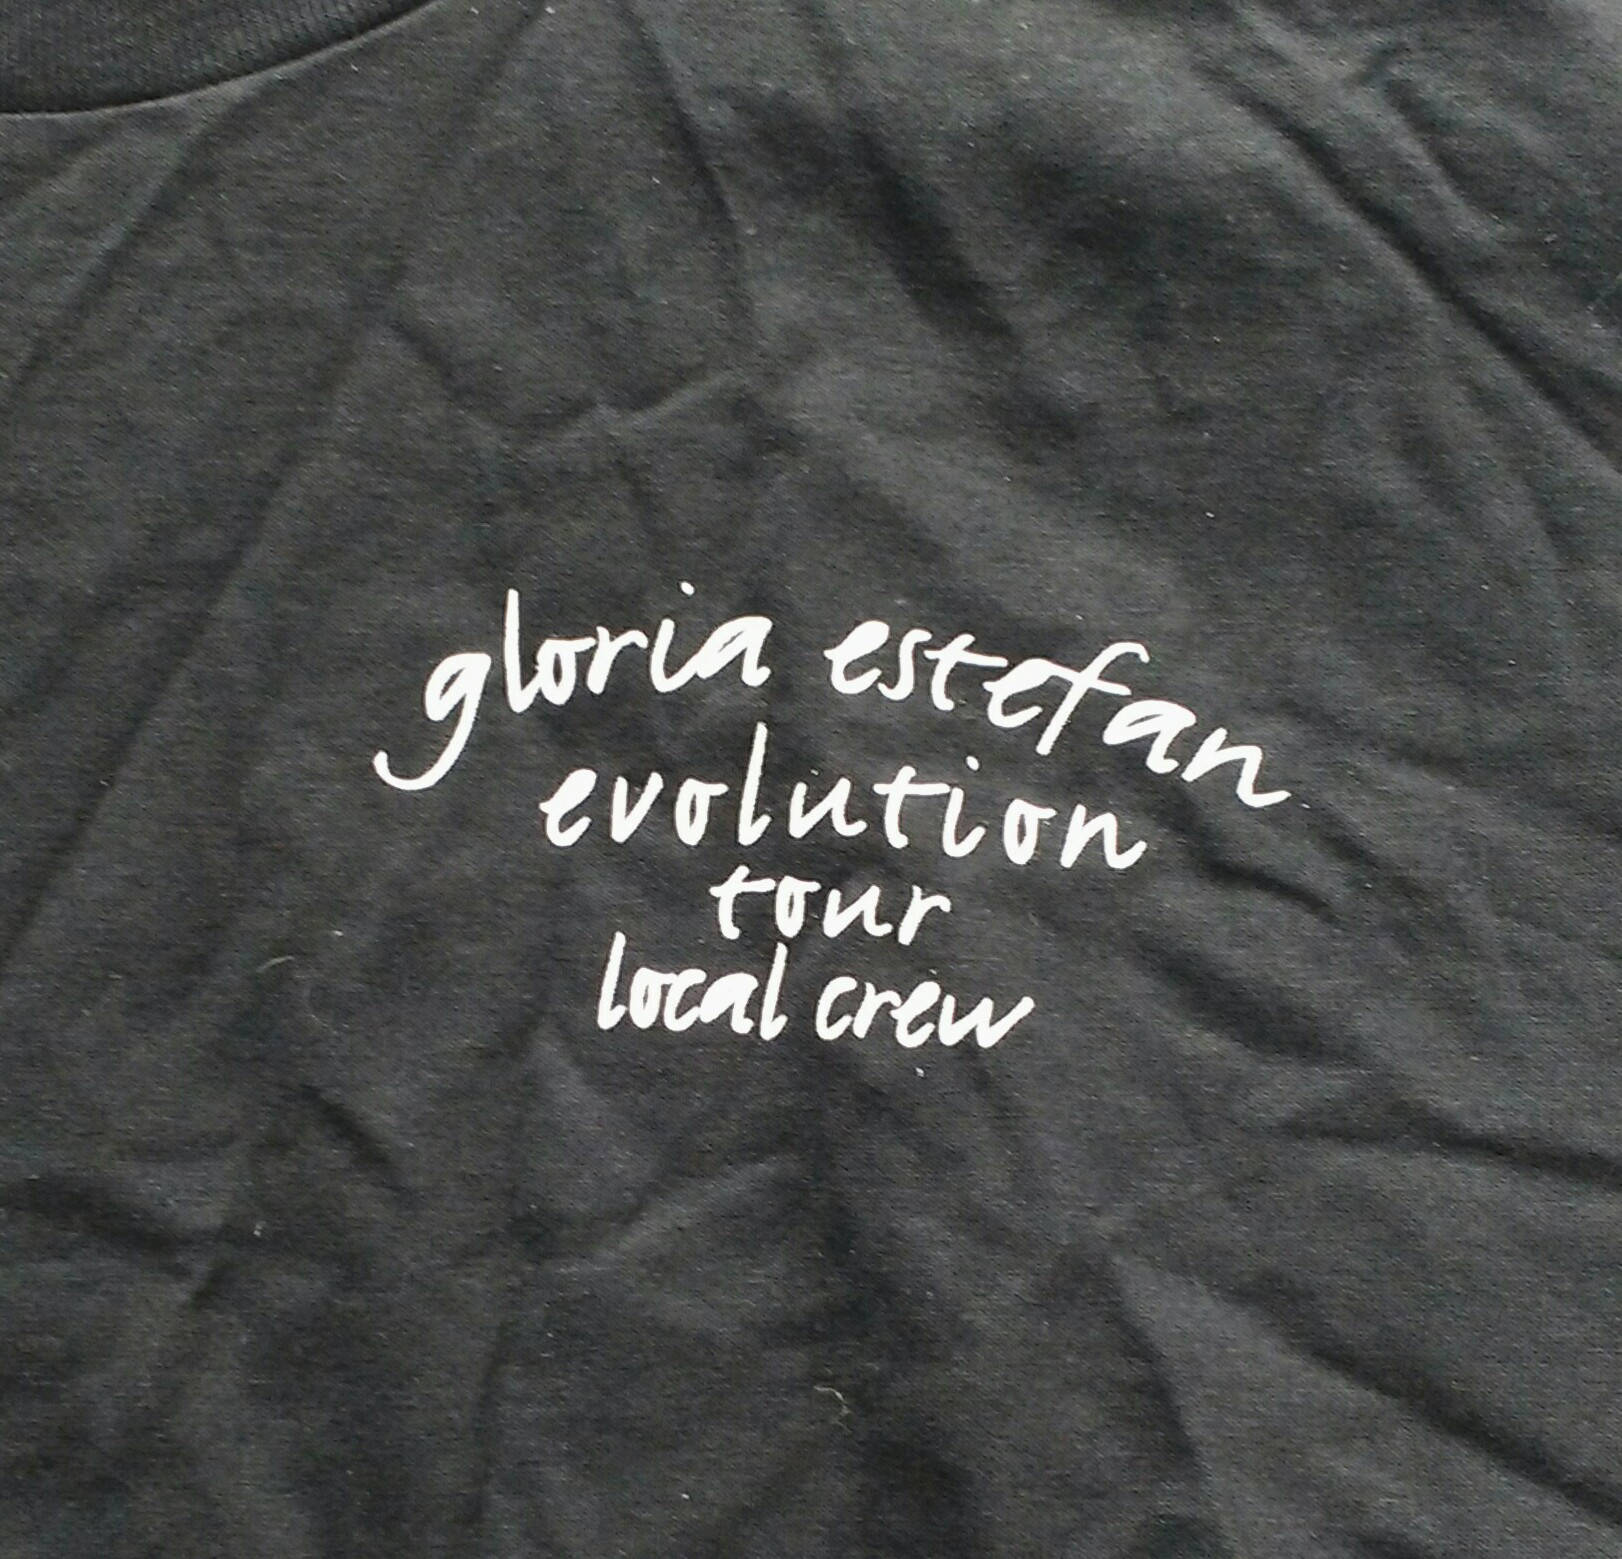 gloria estefan
evolution
tour
local crew